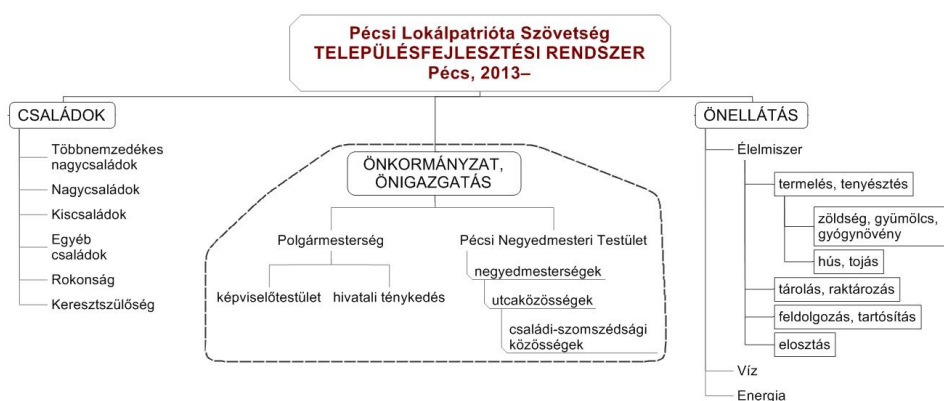 Pécsi Lokálpatrióta Szövetség
TELEPÜLÉSFEJLESZTÉSI RENDSZER
Pécs, 2013–
CSALÁDOK
Többnemzedékes
nagycsaládok
Nagycsaládok
Kiscsaládok
Egyéb
családok
Rokonság
Keresztszülőség
ÖNKORMÁNYZAT,
ÖNIGAZGATÁS
Polgármesterség
képviselőtestület
hivatali ténykedés
Pécsi Negyedmesteri Testület
negyedmesterségek
utcaközösségek
családi-szomszédsági
közösségek
ÖNELLÁTÁS
Élelmiszer
termelés, tenyésztés
zöldség, gyümölcs,
gyógynövény
hús, tojás
tárolás, raktározás
feldolgozás, tartósítás
elosztás
Víz
Energia